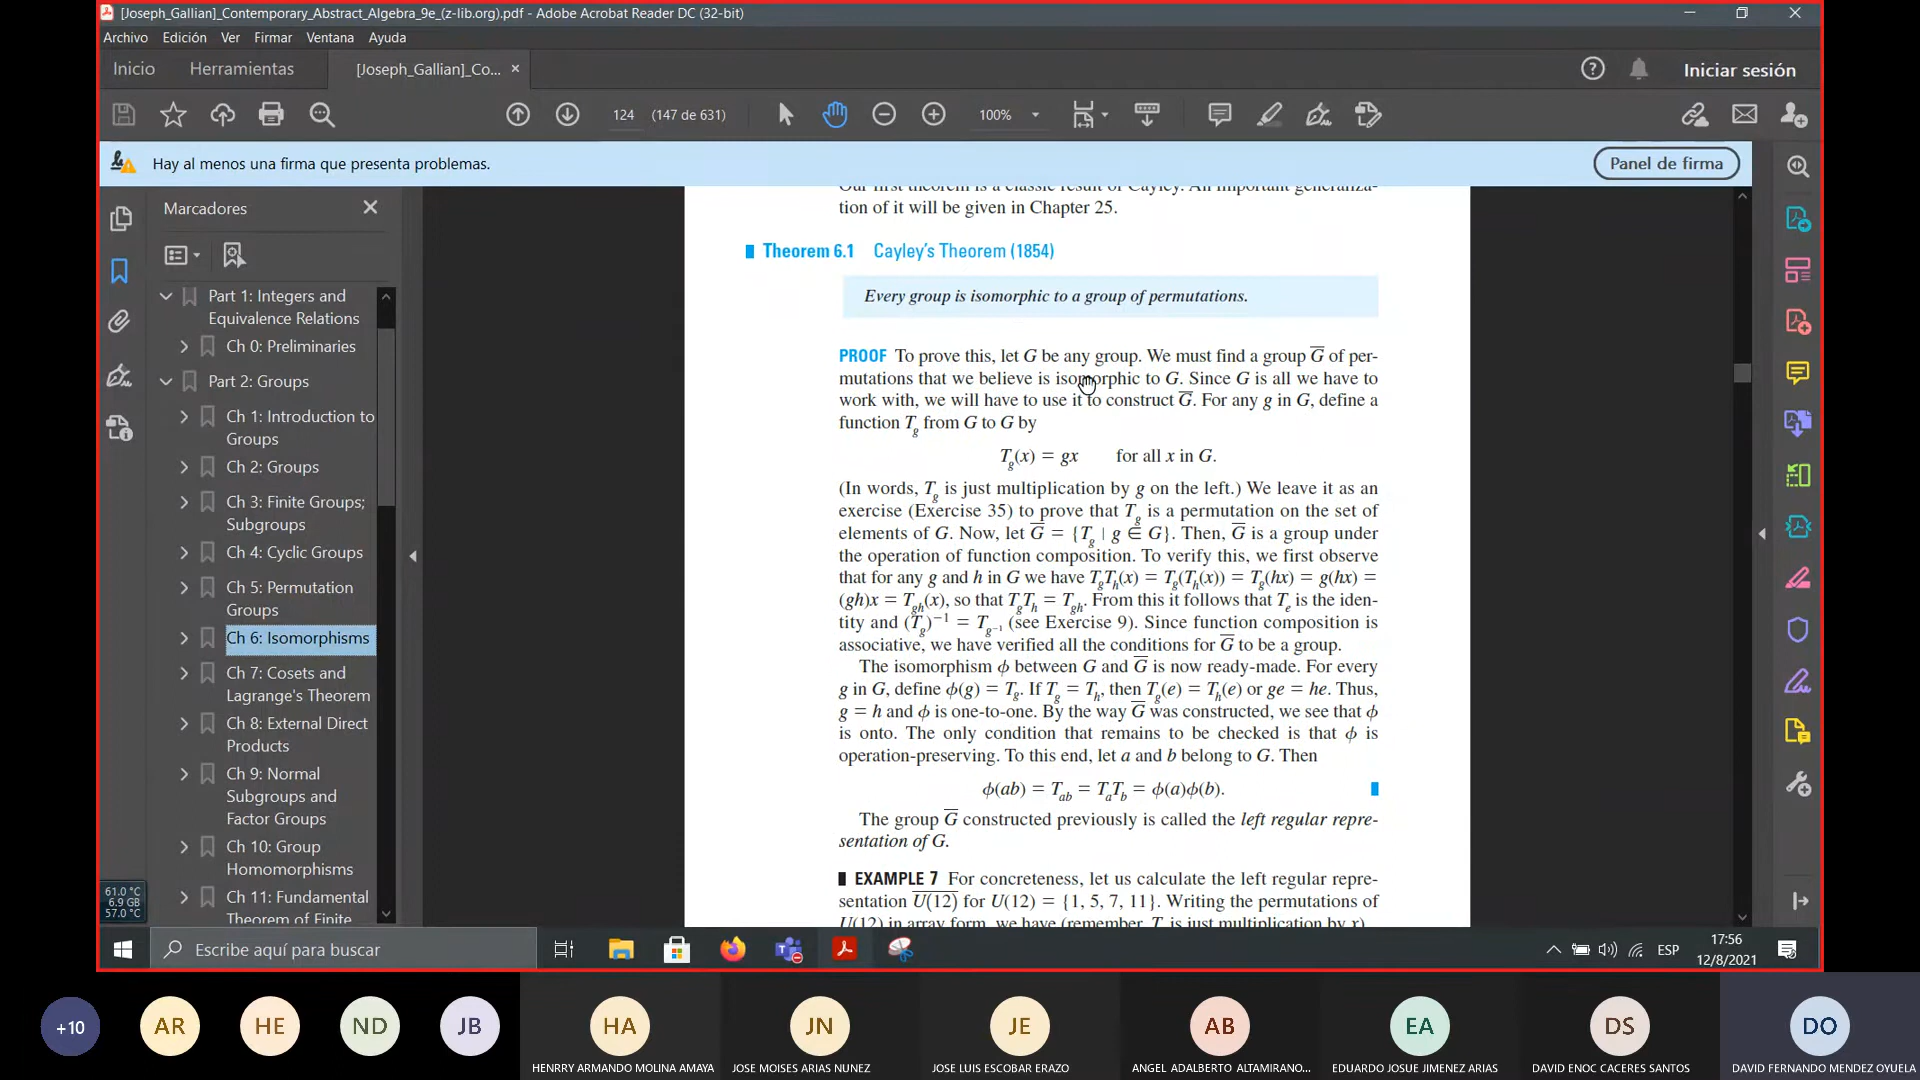 [Joseph_Gallian]_Contemporary_Abstract_Algebra_9e_(z-lib.org).pdf - Adobe Acrobat Reader DC (32-bit)
Archivo Edición Ver Firmar Ventana Ayuda
Inicio Herramientas [Joseph_Gallian]_Co... × Iniciar sesión
124 (147 de 631) 100%
Hay al menos una firma que presenta problemas. Panel de firma
Marcadores
Part 1: Integers and
Equivalence Relations
Ch 0: Preliminaries
Part 2: Groups
Ch 1: Introduction to
Groups
Ch 2: Groups
Ch 3: Finite Groups;
Subgroups
Ch 4: Cyclic Groups
Ch 5: Permutation
Groups
Ch 6: Isomorphisms
Ch 7: Cosets and
Lagrange's Theorem
Ch 8: External Direct
Products
Ch 9: Normal
Subgroups and
Factor Groups
Ch 10: Group
Homomorphisms
Ch 11: Fundamental
Theorem of Finite
Our first theorem is a classic result of Cayley. An important generaliza-
tion of it will be given in Chapter 25.
Theorem 6.1 Cayley's Theorem (1854)
Every group is isomorphic to a group of permutations.
PROOF To prove this, let G be any group. We must find a group G̅ of per-
mutations that we believe is isomorphic to G. Since G is all we have to
work with, we will have to use it to construct G̅. For any g in G, define a
function T_g from G to G by
T_g(x) = gx for all x in G.
(In words, T_g is just multiplication by g on the left.) We leave it as an
exercise (Exercise 35) to prove that T_g is a permutation on the set of
elements of G. Now, let G̅ = {T_g | g ∈ G}. Then, G̅ is a group under
the operation of function composition. To verify this, we first observe
that for any g and h in G we have T_gT_h(x) = T_g(T_h(x)) = T_g(hx) = g(hx) =
(gh)x = T_gh(x), so that T_gT_h = T_gh. From this it follows that T_e is the iden-
tity and (T_g)⁻¹ = T_g⁻¹ (see Exercise 9). Since function composition is
associative, we have verified all the conditions for G̅ to be a group.
The isomorphism ϕ between G and G̅ is now ready-made. For every
g in G, define ϕ(g) = T_g. If T_g = T_h, then T_g(e) = T_h(e) or ge = he. Thus,
g = h and ϕ is one-to-one. By the way G̅ was constructed, we see that ϕ
is onto. The only condition that remains to be checked is that ϕ is
operation-preserving. To this end, let a and b belong to G. Then
ϕ(ab) = T_ab = T_aT_b = ϕ(a)ϕ(b).
The group G̅ constructed previously is called the left regular repre-
sentation of G.
EXAMPLE 7 For concreteness, let us calculate the left regular repre-
sentation U̅(̅1̅2̅)̅ for U(12) = {1, 5, 7, 11}. Writing the permutations of
U(12) in array form, we have (remember, T_x is just multiplication by x)
61.0 °C
6.9 GB
57.0 °C
Escribe aquí para buscar
ESP
17:56
12/8/2021
+10 AR HE ND JB HA JN JE AB EA DS DO
HENRRY ARMANDO MOLINA AMAYA JOSE MOISES ARIAS NUNEZ JOSE LUIS ESCOBAR ERAZO ANGEL ADALBERTO ALTAMIRANO... EDUARDO JOSUE JIMENEZ ARIAS DAVID ENOC CACERES SANTOS DAVID FERNANDO MENDEZ OYUELA